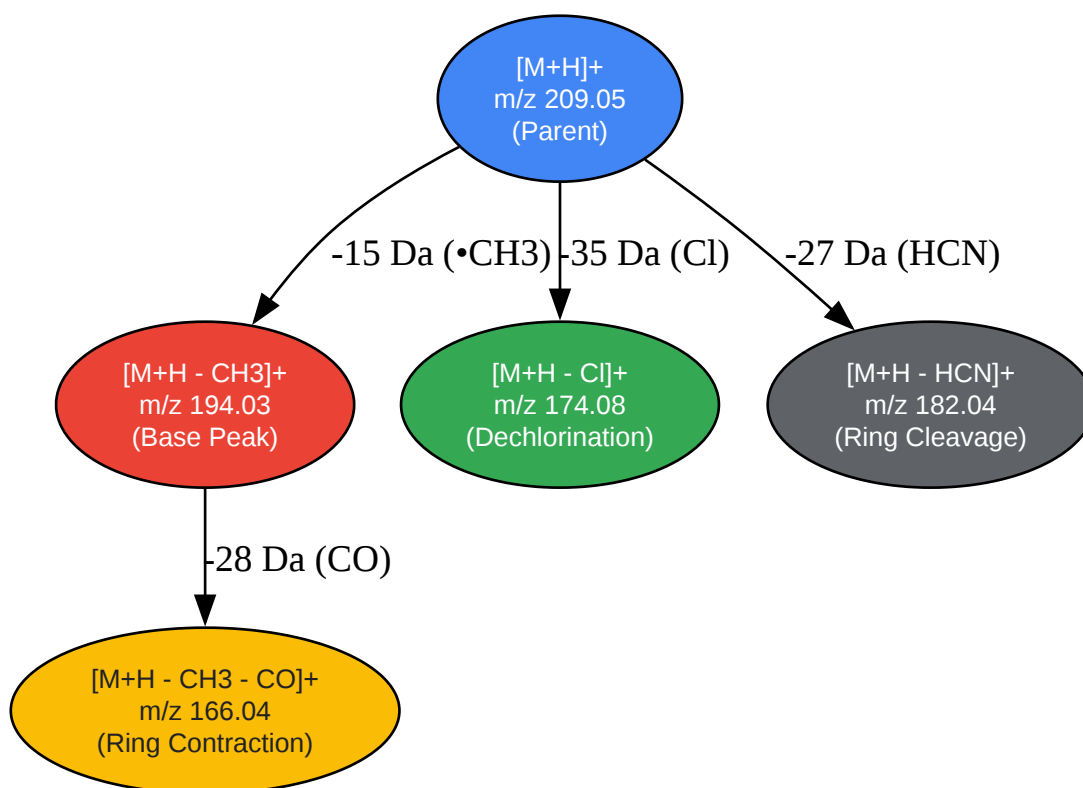 [M+H]+
m/z 209.05
(Parent)
-15 Da (•CH3)
-35 Da (Cl)
-27 Da (HCN)
[M+H - CH3]+
m/z 194.03
(Base Peak)
[M+H - Cl]+
m/z 174.08
(Dechlorination)
[M+H - HCN]+
m/z 182.04
(Ring Cleavage)
-28 Da (CO)
[M+H - CH3 - CO]+
m/z 166.04
(Ring Contraction)